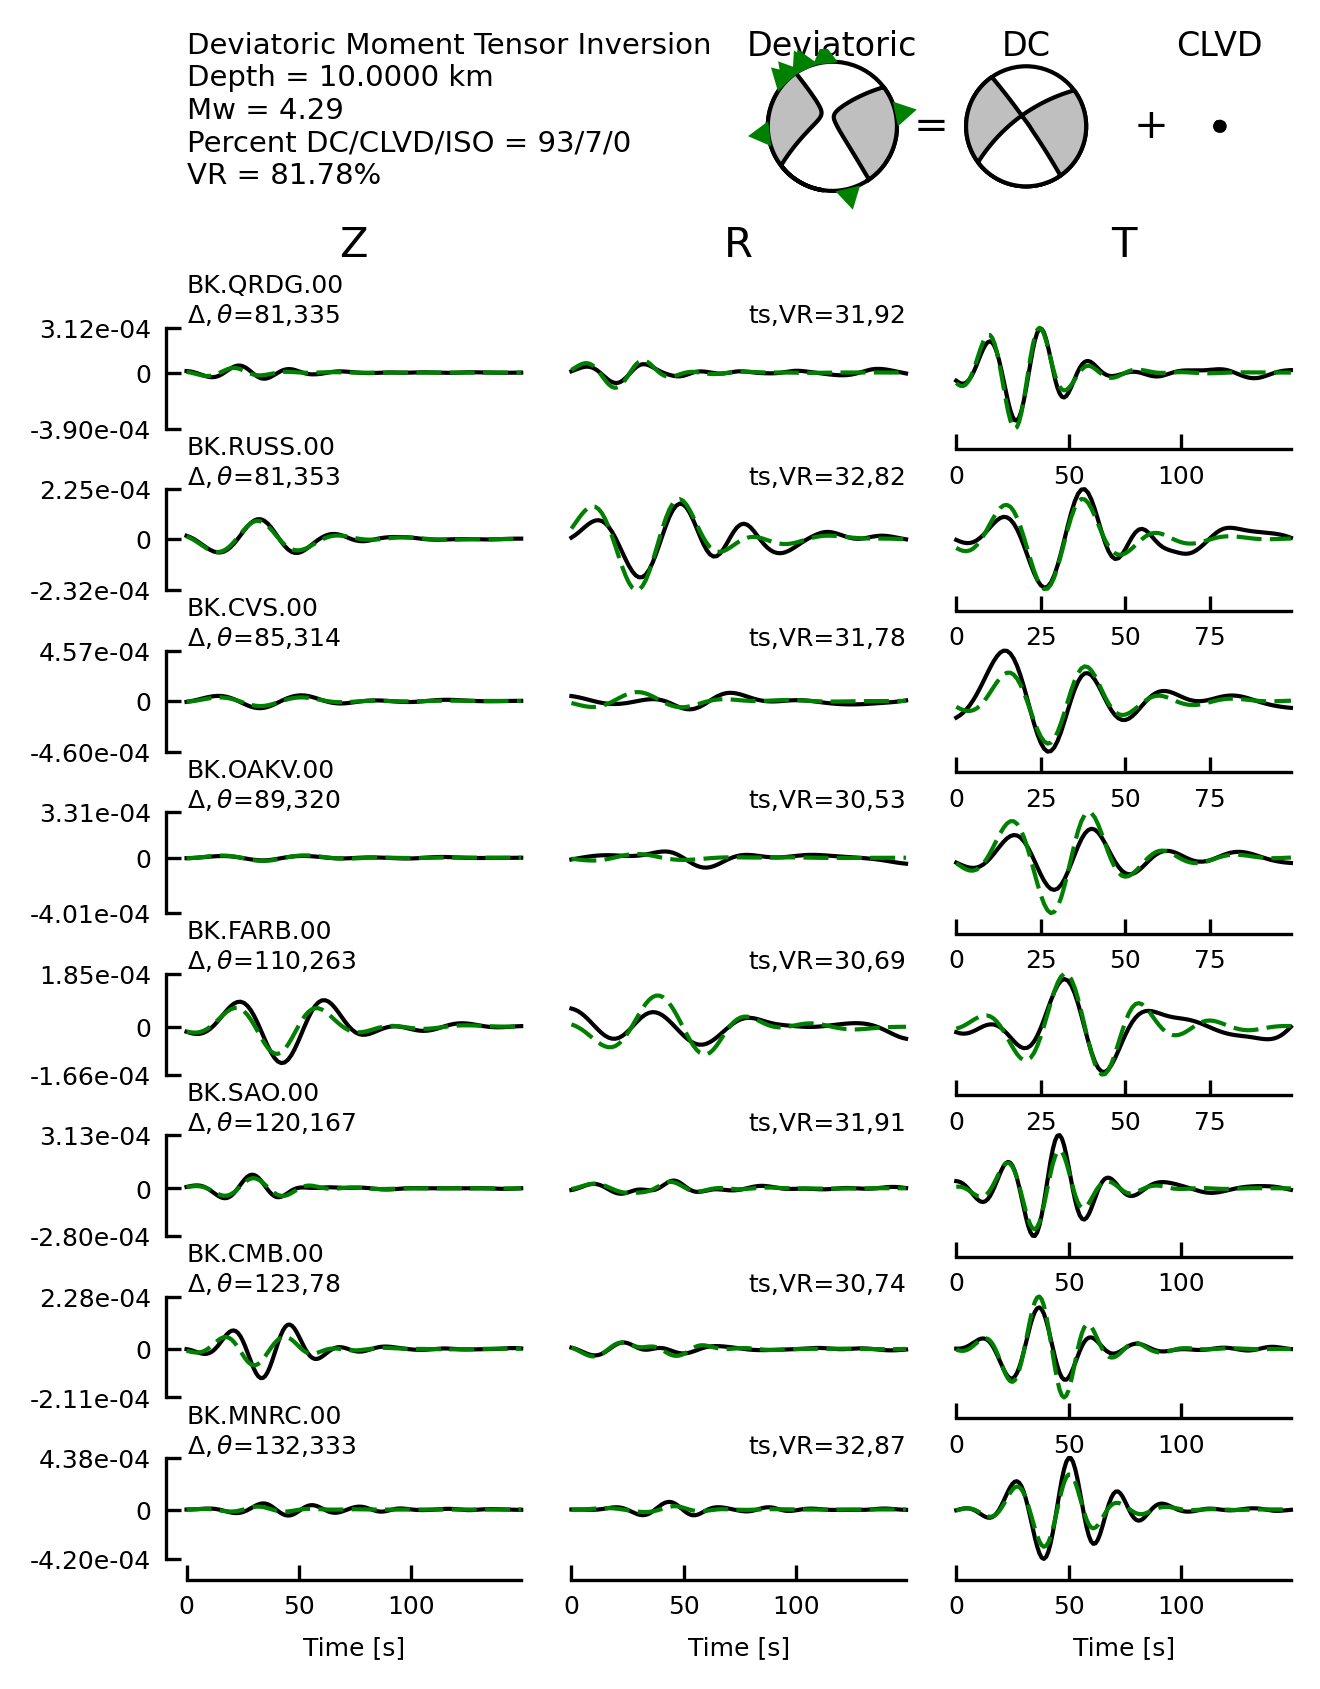 Deviatoric Moment Tensor Inversion
Depth = 10.0000 km
Mw = 4.29
Percent DC/CLVD/ISO = 93/7/0
VR = 81.78%
Deviatoric DC CLVD
= +
Z R T
BK.QRDG.00
Δ,θ=81,335 ts,VR=31,92
3.12e-04
0
-3.90e-04
0 50 100
BK.RUSS.00
Δ,θ=81,353 ts,VR=32,82
2.25e-04
0
-2.32e-04
0 25 50 75
BK.CVS.00
Δ,θ=85,314 ts,VR=31,78
4.57e-04
0
-4.60e-04
0 25 50 75
BK.OAKV.00
Δ,θ=89,320 ts,VR=30,53
3.31e-04
0
-4.01e-04
0 25 50 75
BK.FARB.00
Δ,θ=110,263 ts,VR=30,69
1.85e-04
0
-1.66e-04
0 25 50 75
BK.SAO.00
Δ,θ=120,167 ts,VR=31,91
3.13e-04
0
-2.80e-04
0 50 100
BK.CMB.00
Δ,θ=123,78 ts,VR=30,74
2.28e-04
0
-2.11e-04
0 50 100
BK.MNRC.00
Δ,θ=132,333 ts,VR=32,87
4.38e-04
0
-4.20e-04
0 50 100 0 50 100
Time [s] Time [s] Time [s]